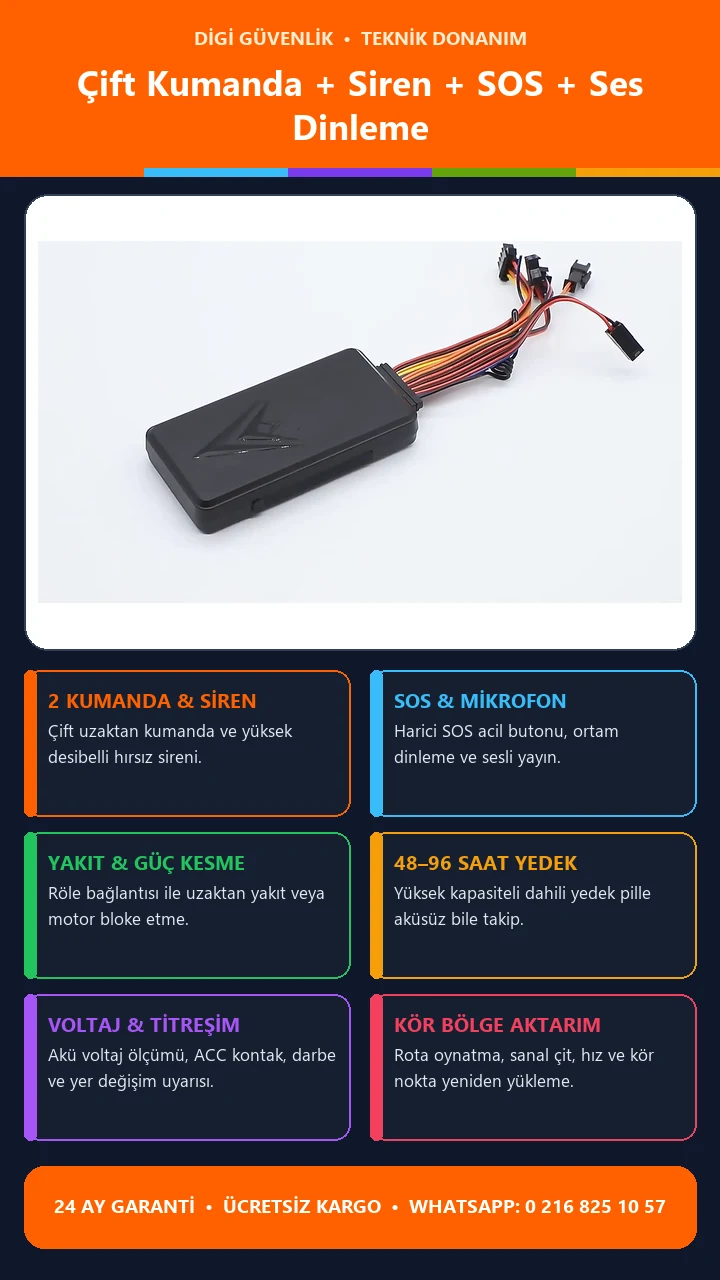 DİGİ GÜVENLİK • TEKNİK DONANIM
Çift Kumanda + Siren + SOS + Ses
Dinleme
2 KUMANDA & SİREN
Çift uzaktan kumanda ve yüksek
desibelli hırsız sireni.
SOS & MİKROFON
Harici SOS acil butonu, ortam
dinleme ve sesli yayın.
YAKIT & GÜÇ KESME
Röle bağlantısı ile uzaktan yakıt veya
motor bloke etme.
48–96 SAAT YEDEK
Yüksek kapasiteli dahili yedek pille
aküsüz bile takip.
VOLTAJ & TİTREŞİM
Akü voltaj ölçümü, ACC kontak, darbe
ve yer değişim uyarısı.
KÖR BÖLGE AKTARIM
Rota oynatma, sanal çit, hız ve kör
nokta yeniden yükleme.
24 AY GARANTİ • ÜCRETSİZ KARGO • WHATSAPP: 0 216 825 10 57